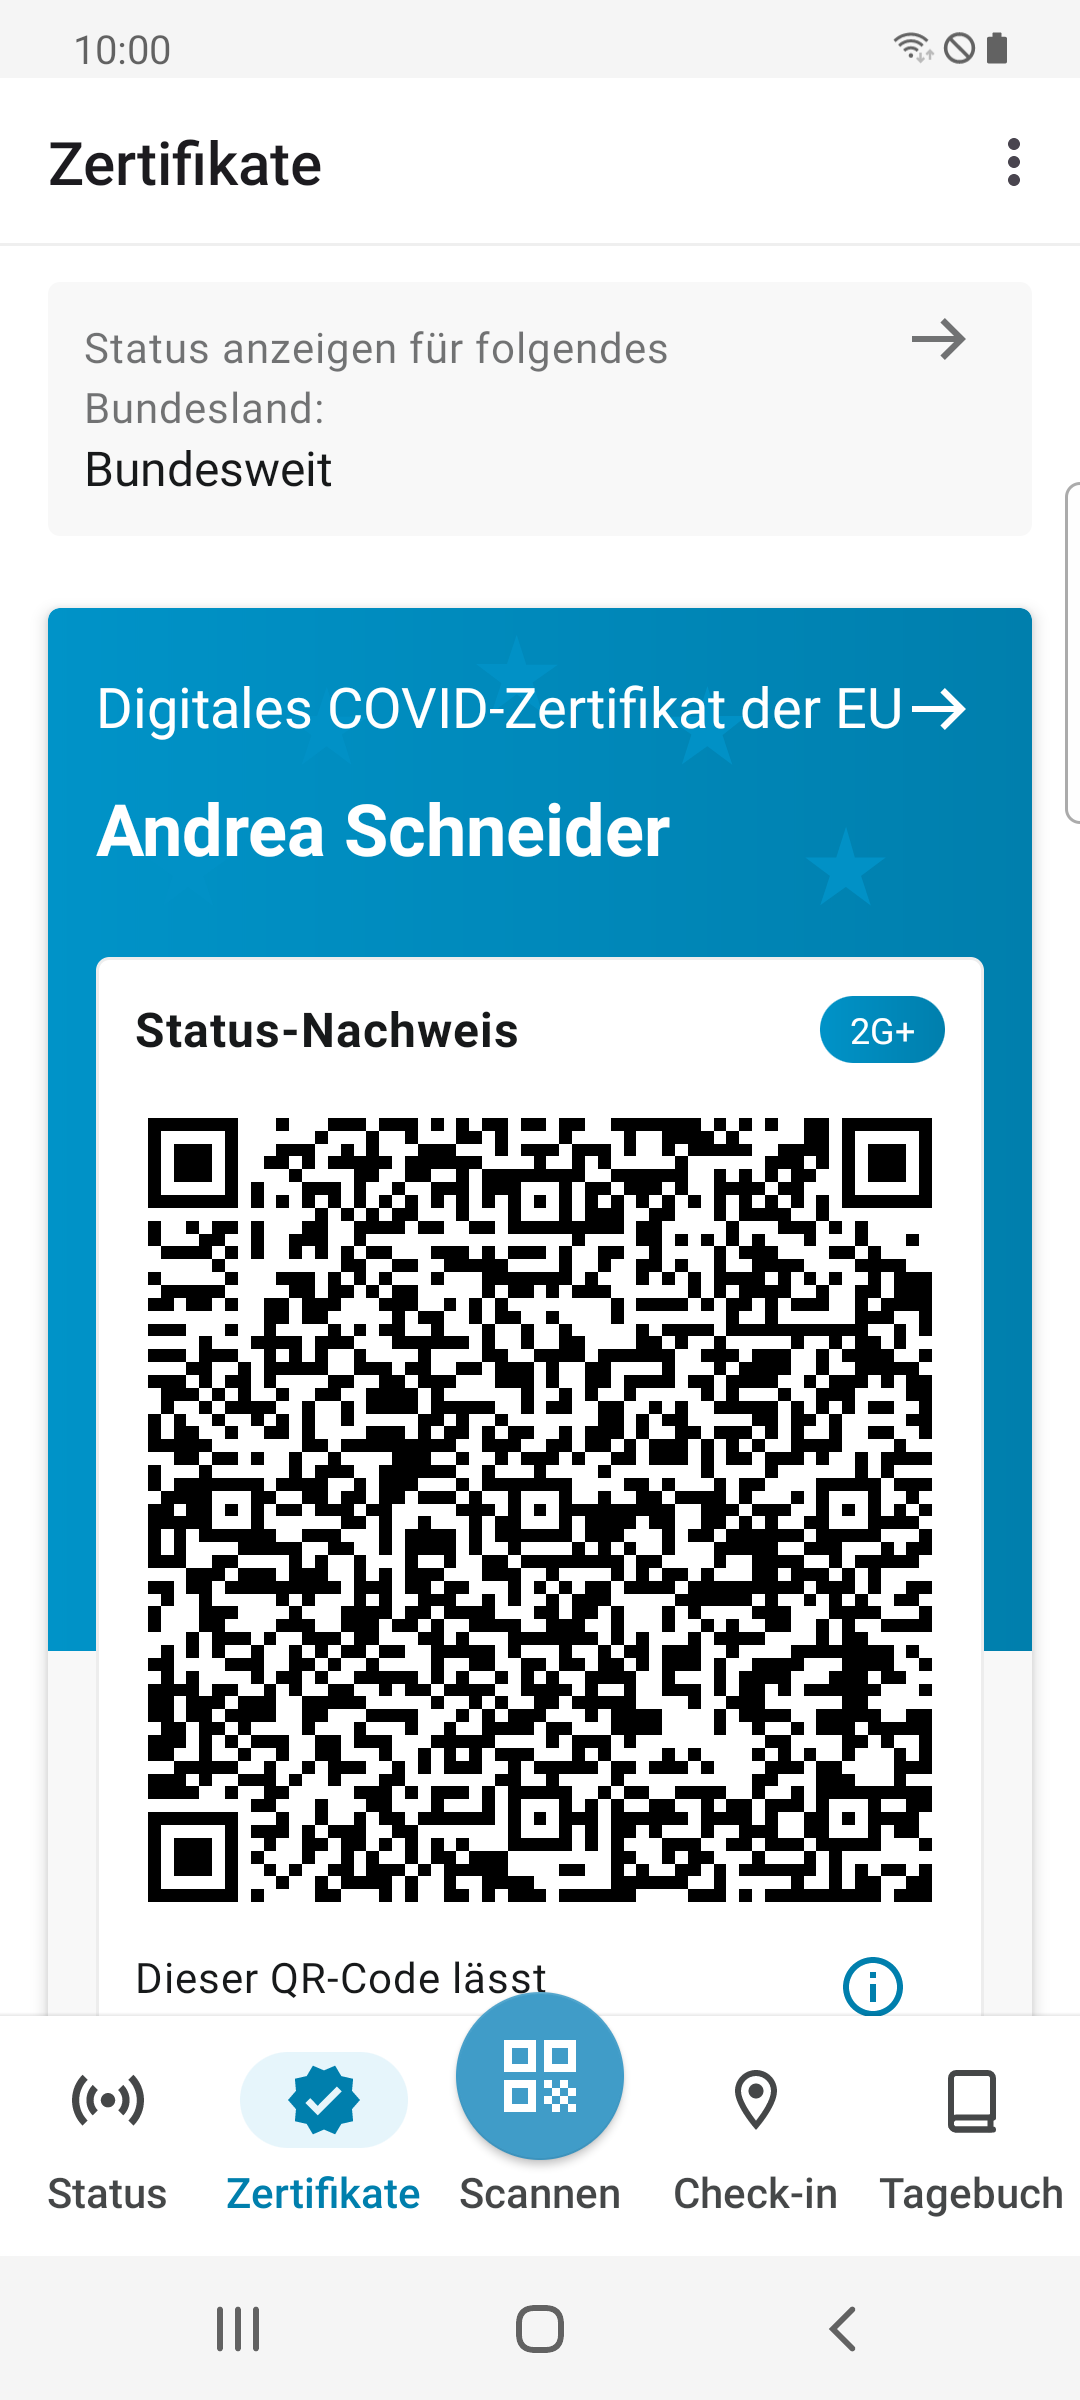 10:00
Zertifikate
Status anzeigen für folgendes
Bundesland:
Bundesweit
Digitales COVID-Zertifikat der EU
Andrea Schneider
Status-Nachweis
2G+
Dieser QR-Code lässt
Status
Zertifikate
Scannen
Check-in
Tagebuch